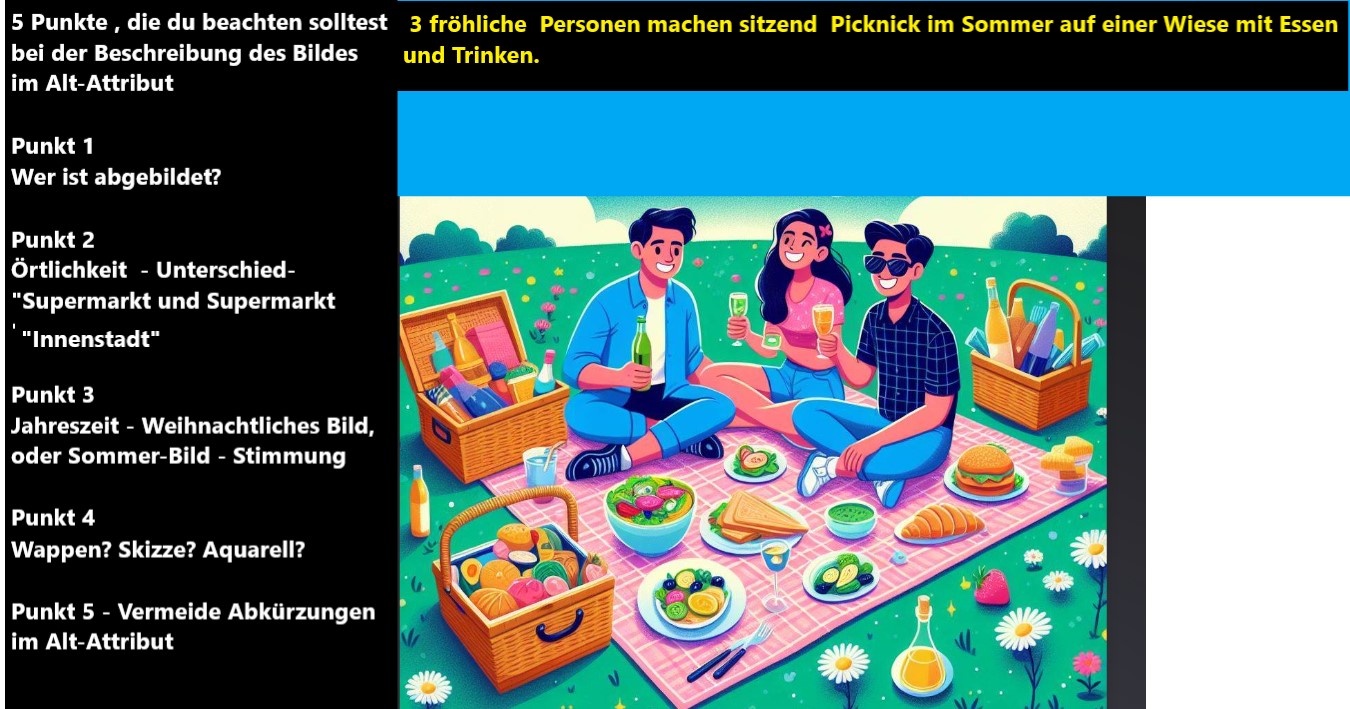 5 Punkte , die du beachten solltest
bei der Beschreibung des Bildes
im Alt-Attribut
Punkt 1
Wer ist abgebildet?
Punkt 2
Örtlichkeit - Unterschied-
"Supermarkt und Supermarkt
' "Innenstadt"
Punkt 3
Jahreszeit - Weihnachtliches Bild,
oder Sommer-Bild - Stimmung
Punkt 4
Wappen? Skizze? Aquarell?
Punkt 5 - Vermeide Abkürzungen
im Alt-Attribut
3 fröhliche Personen machen sitzend Picknick im Sommer auf einer Wiese mit Essen
und Trinken.